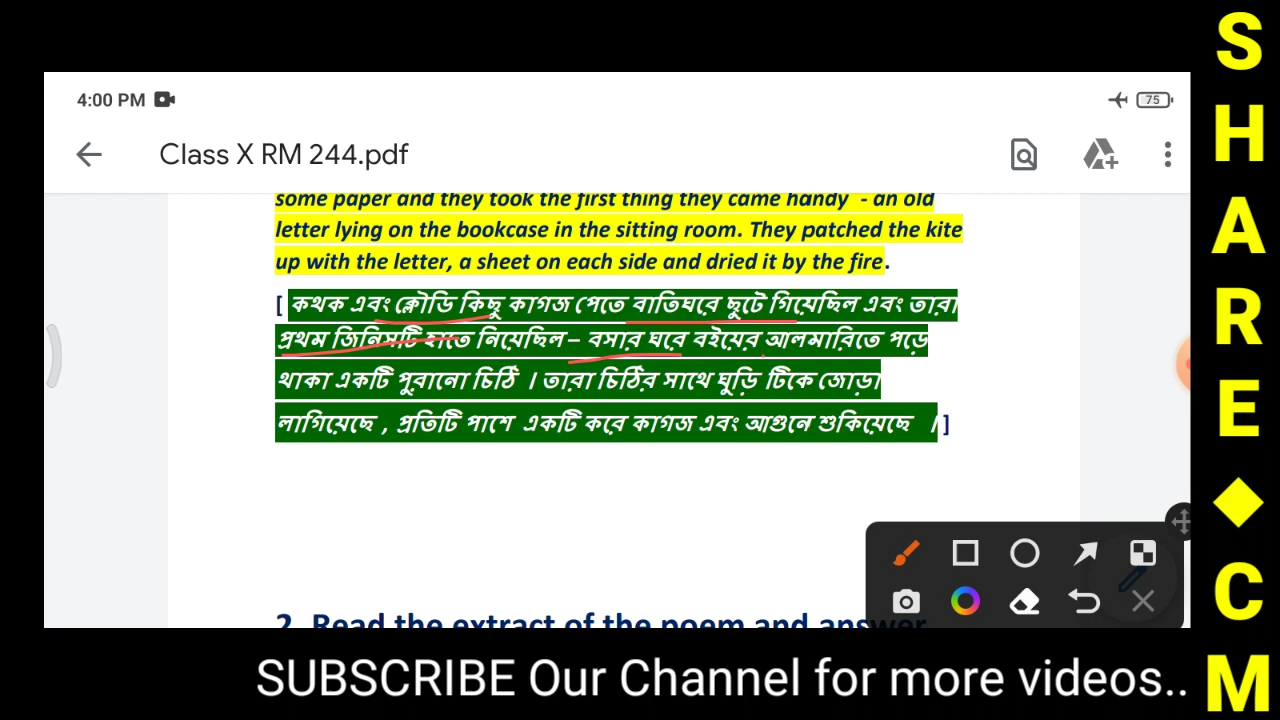 4:00 PM
75
Class X RM 244.pdf
some paper and they took the first thing they came handy - an old
letter lying on the bookcase in the sitting room. They patched the kite
up with the letter, a sheet on each side and dried it by the fire.
[ কথক এবং ক্লৌডি কিছু কাগজ পেতে বাতিঘরে ছুটে গিয়েছিল এবং তারা
প্রথম জিনিসটি হাতে নিয়েছিল – বসার ঘরে বইয়ের আলমারিতে পড়ে
থাকা একটি পুরানো চিঠি । তারা চিঠির সাথে ঘুড়ি টিকে জোড়া
লাগিয়েছে , প্রতিটি পাশে একটি করে কাগজ এবং আগুনে শুকিয়েছে । ]
2. Read the extract of the poem and answer
SUBSCRIBE Our Channel for more videos..
SHARE◆CM